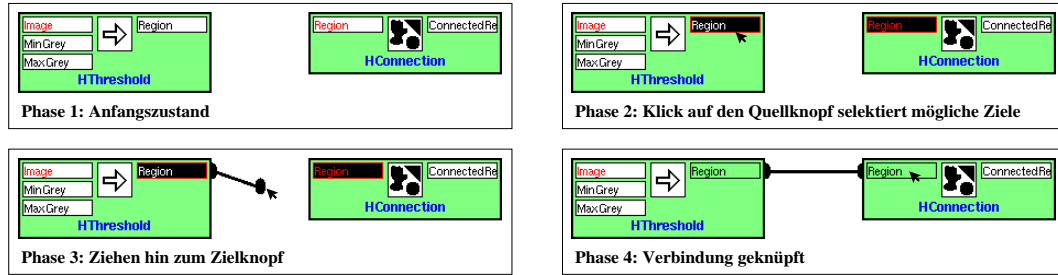 Image
Region
MinGrey
MaxGrey
HThreshold
Region
ConnectedRe
HConnection
Phase 1: Anfangszustand
Image
Region
MinGrey
MaxGrey
HThreshold
Region
ConnectedRe
HConnection
Phase 2: Klick auf den Quellknopf selektiert mögliche Ziele
Image
Region
MinGrey
MaxGrey
HThreshold
Region
ConnectedRe
HConnection
Phase 3: Ziehen hin zum Zielknopf
Image
Region
MinGrey
MaxGrey
HThreshold
Region
ConnectedRe
HConnection
Phase 4: Verbindung geknüpft